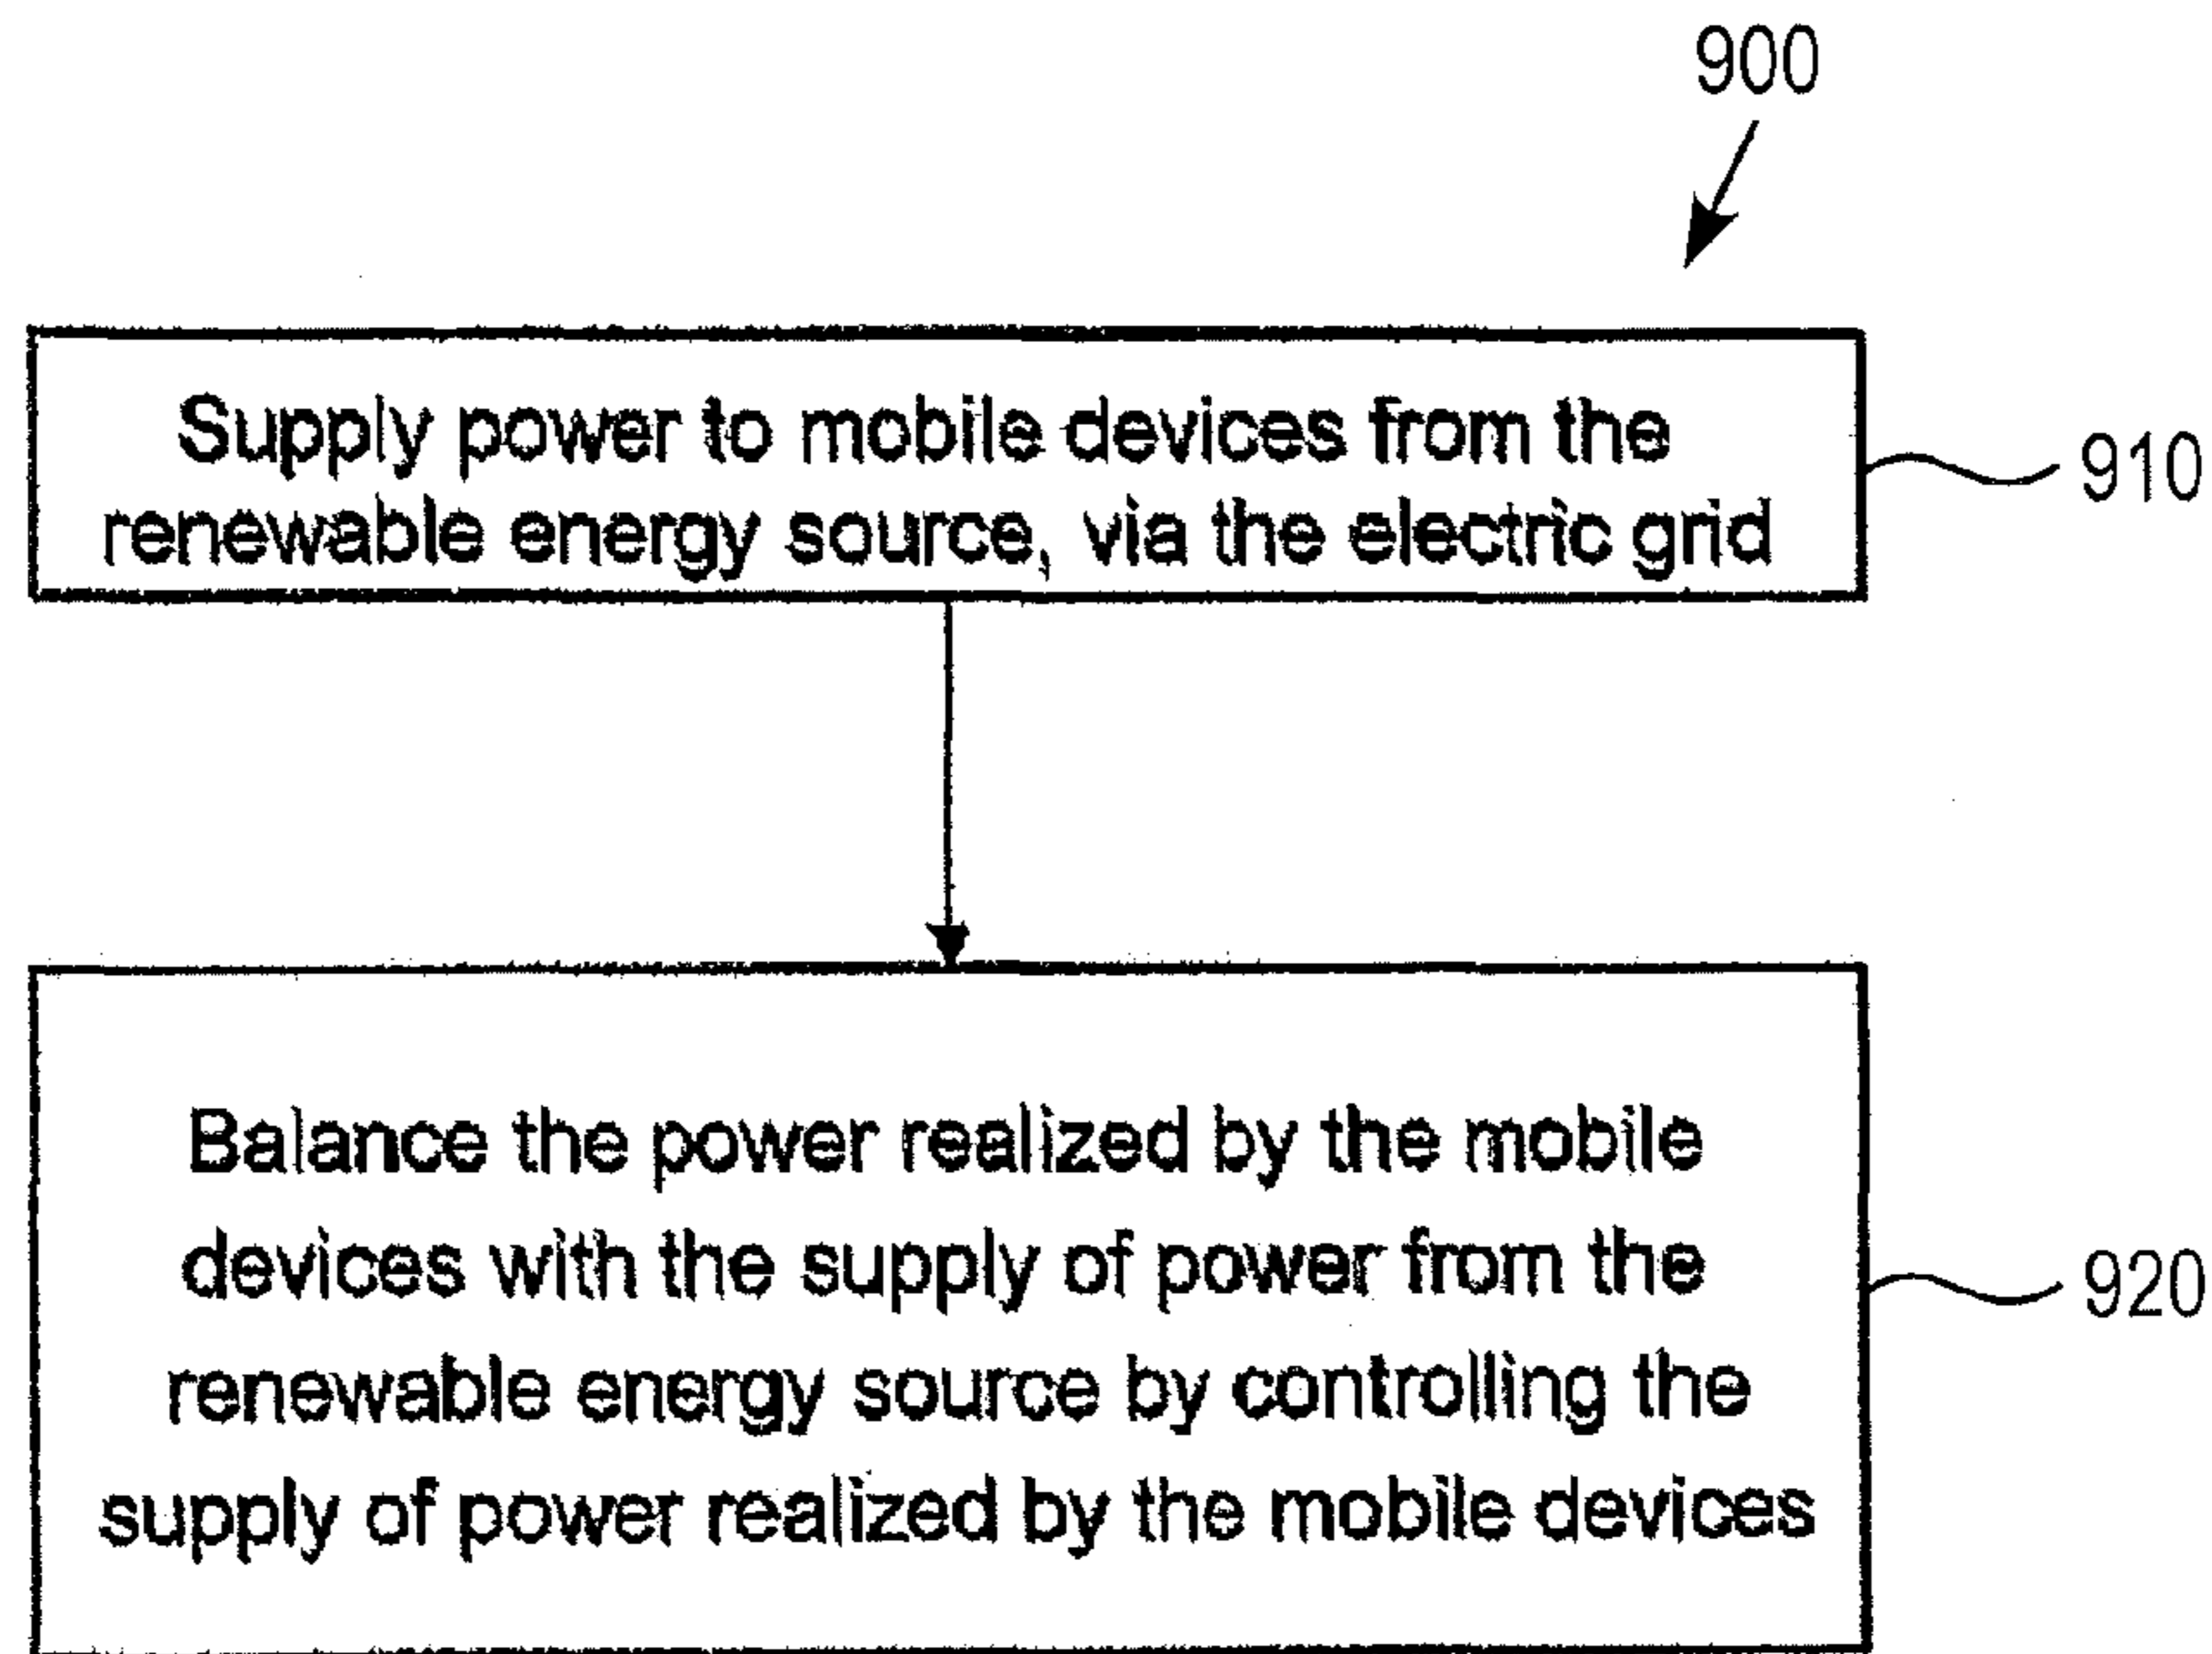 900
Supply power to mobile devices from the
renewable energy source, via the electric grid
910
Balance the power realized by the mobile
devices with the supply of power from the
renewable energy source by controlling the
supply of power realized by the mobile devices
920